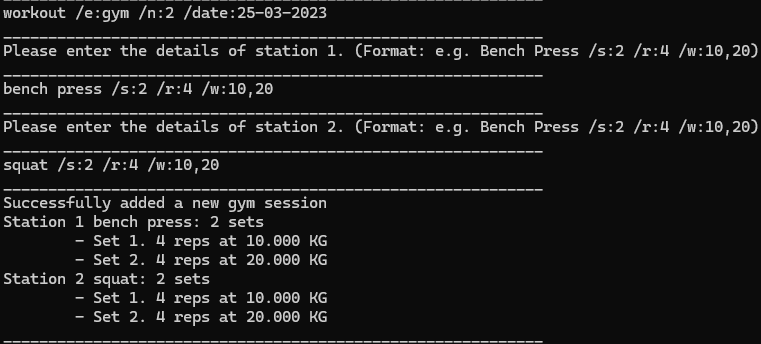 workout /e:gym /n:2 /date:25-03-2023
____________________________________________________________
Please enter the details of station 1. (Format: e.g. Bench Press /s:2 /r:4 /w:10,20)
____________________________________________________________
bench press /s:2 /r:4 /w:10,20
____________________________________________________________
Please enter the details of station 2. (Format: e.g. Bench Press /s:2 /r:4 /w:10,20)
____________________________________________________________
squat /s:2 /r:4 /w:10,20
____________________________________________________________
Successfully added a new gym session
Station 1 bench press: 2 sets
- Set 1. 4 reps at 10.000 KG
- Set 2. 4 reps at 20.000 KG
Station 2 squat: 2 sets
- Set 1. 4 reps at 10.000 KG
- Set 2. 4 reps at 20.000 KG
____________________________________________________________